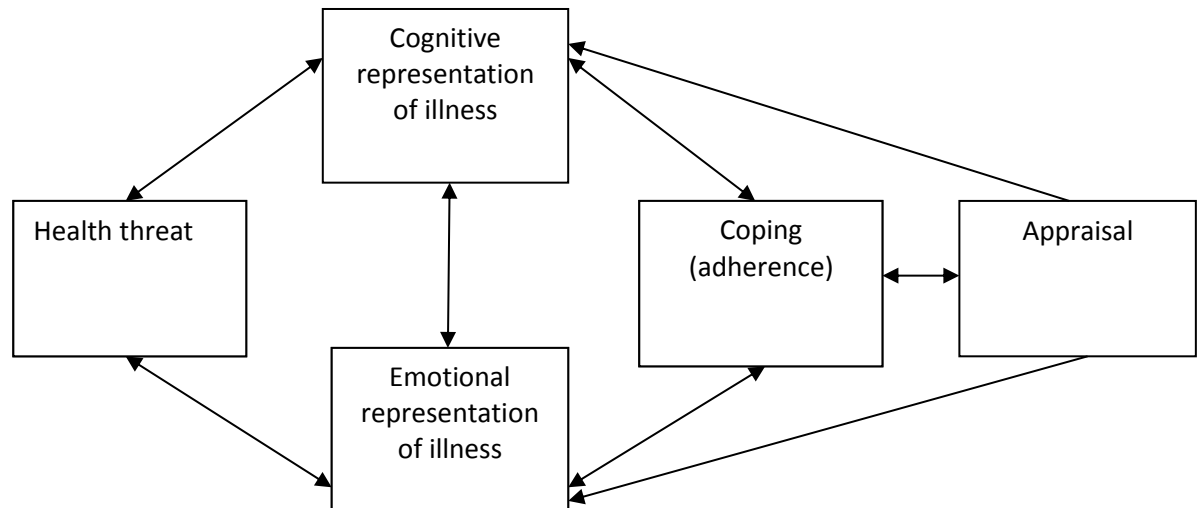 Cognitive
representation
of illness
Health threat
Coping
(adherence)
Appraisal
Emotional
representation
of illness